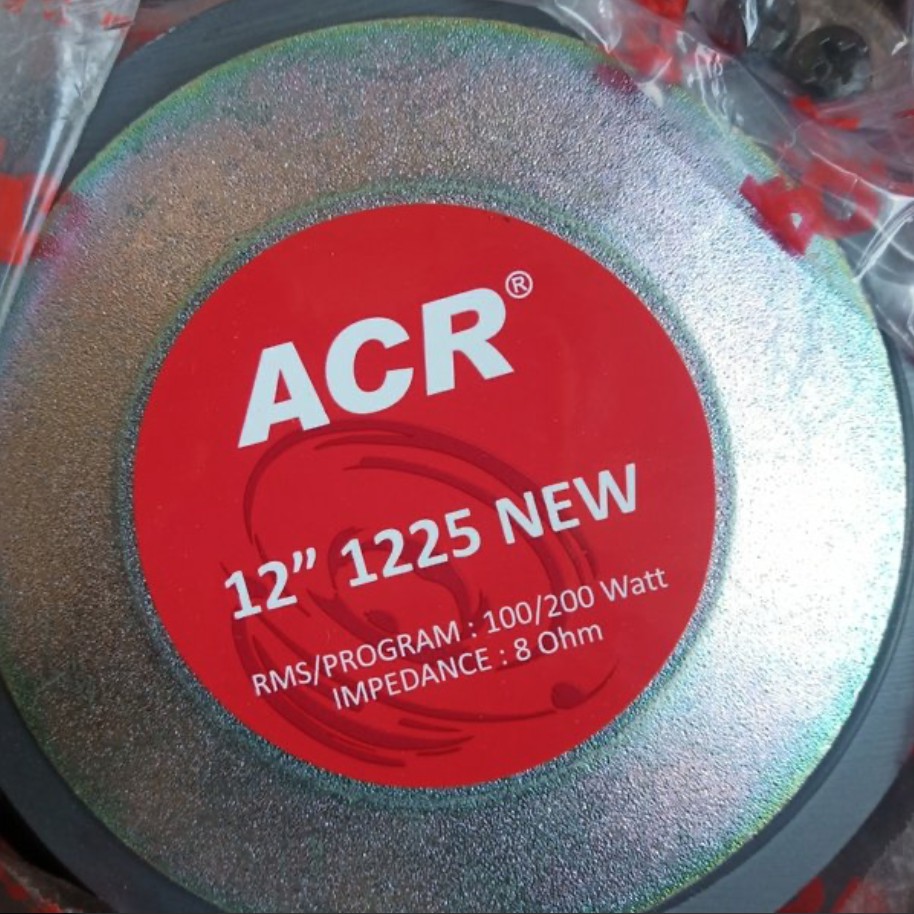 ACR®
12” 1225 NEW
RMS/PROGRAM : 100/200 Watt
IMPEDANCE : 8 Ohm